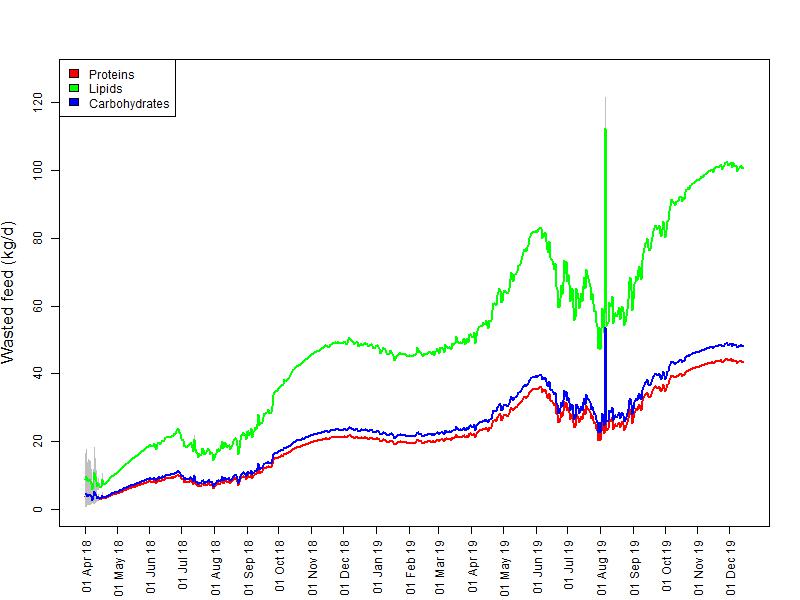 Proteins
Lipids
Carbohydrates
Wasted feed (kg/d)
120
100
80
60
40
20
0
01 Apr 18
01 May 18
01 Jun 18
01 Jul 18
01 Aug 18
01 Sep 18
01 Oct 18
01 Nov 18
01 Dec 18
01 Jan 19
01 Feb 19
01 Mar 19
01 Apr 19
01 May 19
01 Jun 19
01 Jul 19
01 Aug 19
01 Sep 19
01 Oct 19
01 Nov 19
01 Dec 19